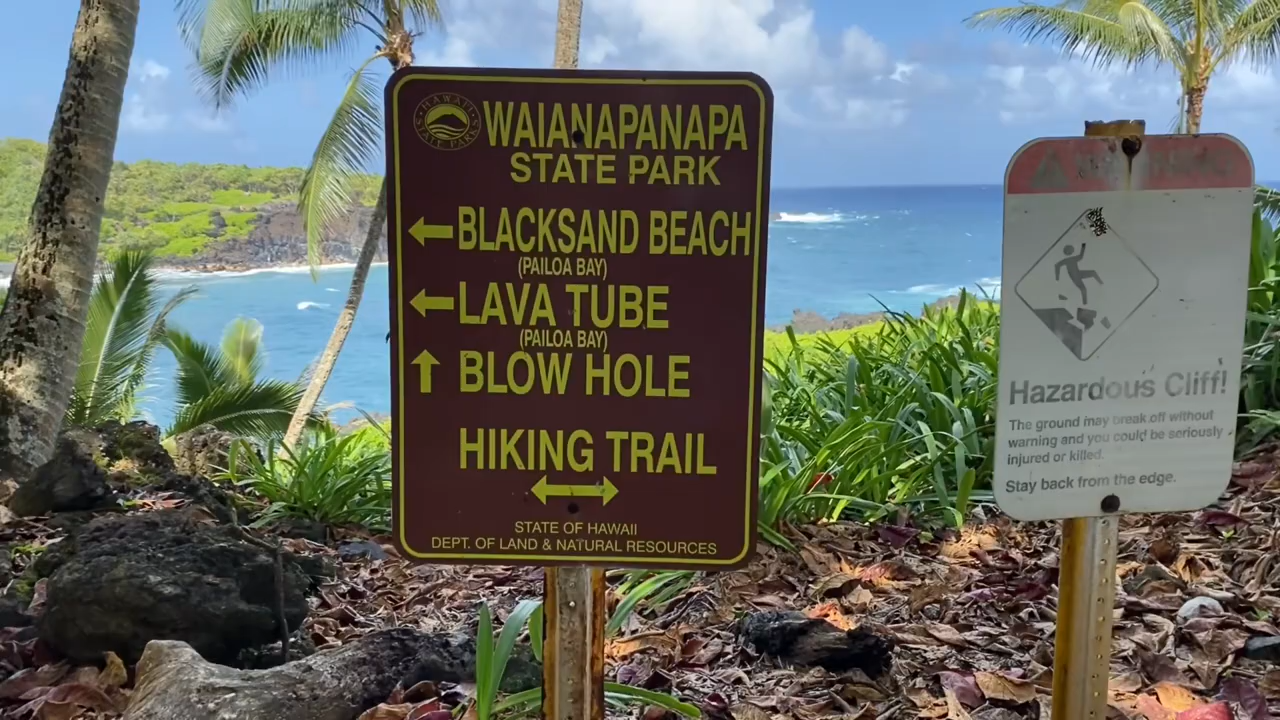 HAWAII
STATE PARKS
WAIANAPANAPA
STATE PARK
BLACKSAND BEACH
(PAILOA BAY)
LAVA TUBE
(PAILOA BAY)
BLOW HOLE
HIKING TRAIL
STATE OF HAWAII
DEPT. OF LAND & NATURAL RESOURCES
Hazardous Cliff!
The ground may break off without
warning and you could be seriously
injured or killed.
Stay back from the edge.